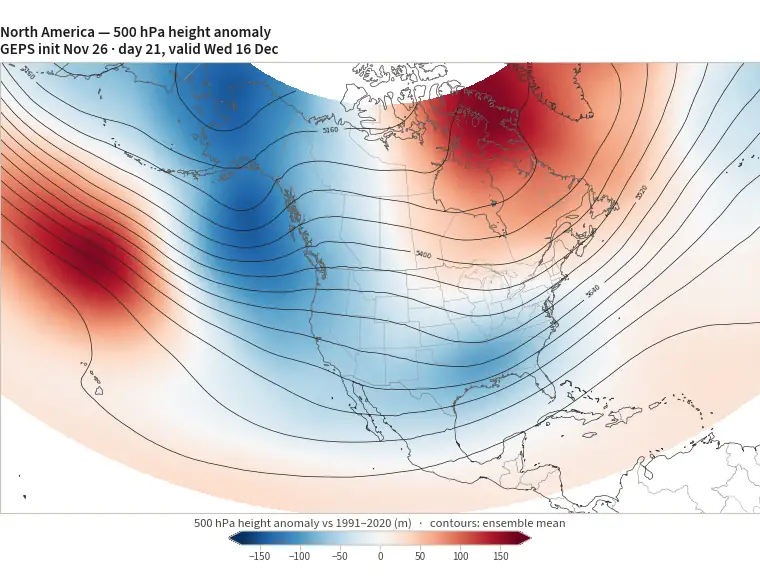 North America — 500 hPa height anomaly
GEPS init Nov 26 · day 21, valid Wed 16 Dec
5160
5160
5520
5400
5640
500 hPa height anomaly vs 1991–2020 (m) · contours: ensemble mean
−150 −100 −50 0 50 100 150